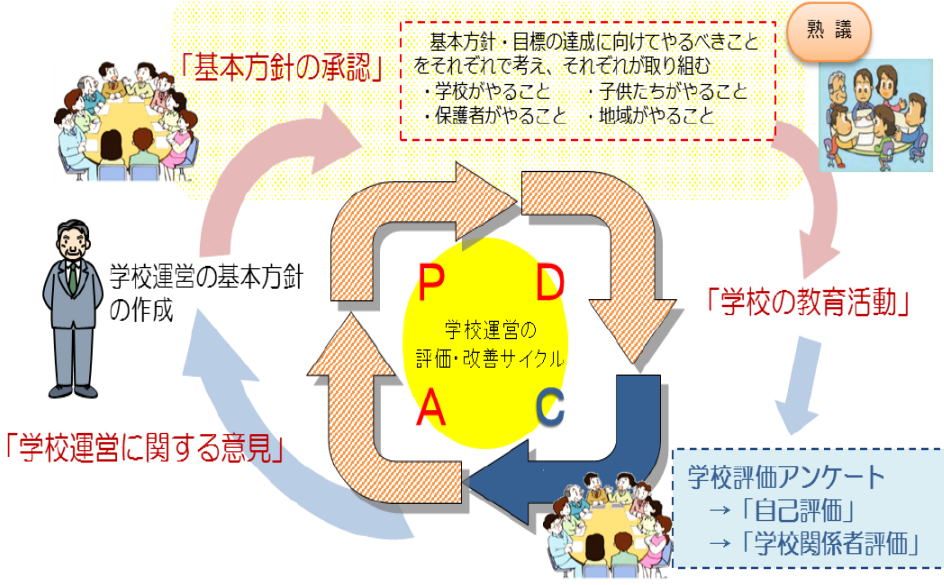 熟 議
「基本方針の承認」
基本方針・目標の達成に向けてやるべきこと
をそれぞれで考え、それぞれが取り組む
・学校がやること ・子供たちがやること
・保護者がやること ・地域がやること
学校運営の基本方針
の作成
P D
学校運営の
評価・改善サイクル
A C
「学校の教育活動」
「学校運営に関する意見」
学校評価アンケート
→「自己評価」
→「学校関係者評価」